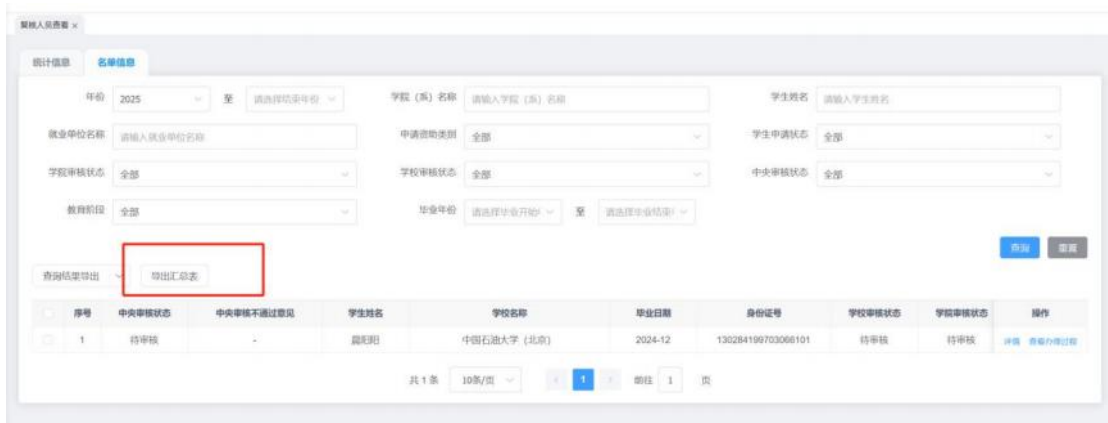 复核人员查看 ×
统计信息 名单信息
年份 2025 至 请选择结束年份 学院（系）名称 请输入学院（系）名称 学生姓名 请输入学生姓名
就业单位名称 请输入就业单位名称 申请资助类别 全部 学生申请状态 全部
学院审核状态 全部 学校审核状态 全部 中央审核状态 全部
教育阶段 全部 毕业年份 请选择毕业开始 至 请选择毕业结束
查询 重置
查询结果导出 导出汇总表
序号 中央审核状态 中央审核不通过意见 学生姓名 学校名称 毕业日期 身份证号 学校审核状态 学院审核状态 操作
1 待审核 - 阳阳 中国石油大学（北京） 2024-12 130284199703066101 待审核 待审核 详情 查看办理过程
共 1 条 10条/页 < 1 > 前往 1 页